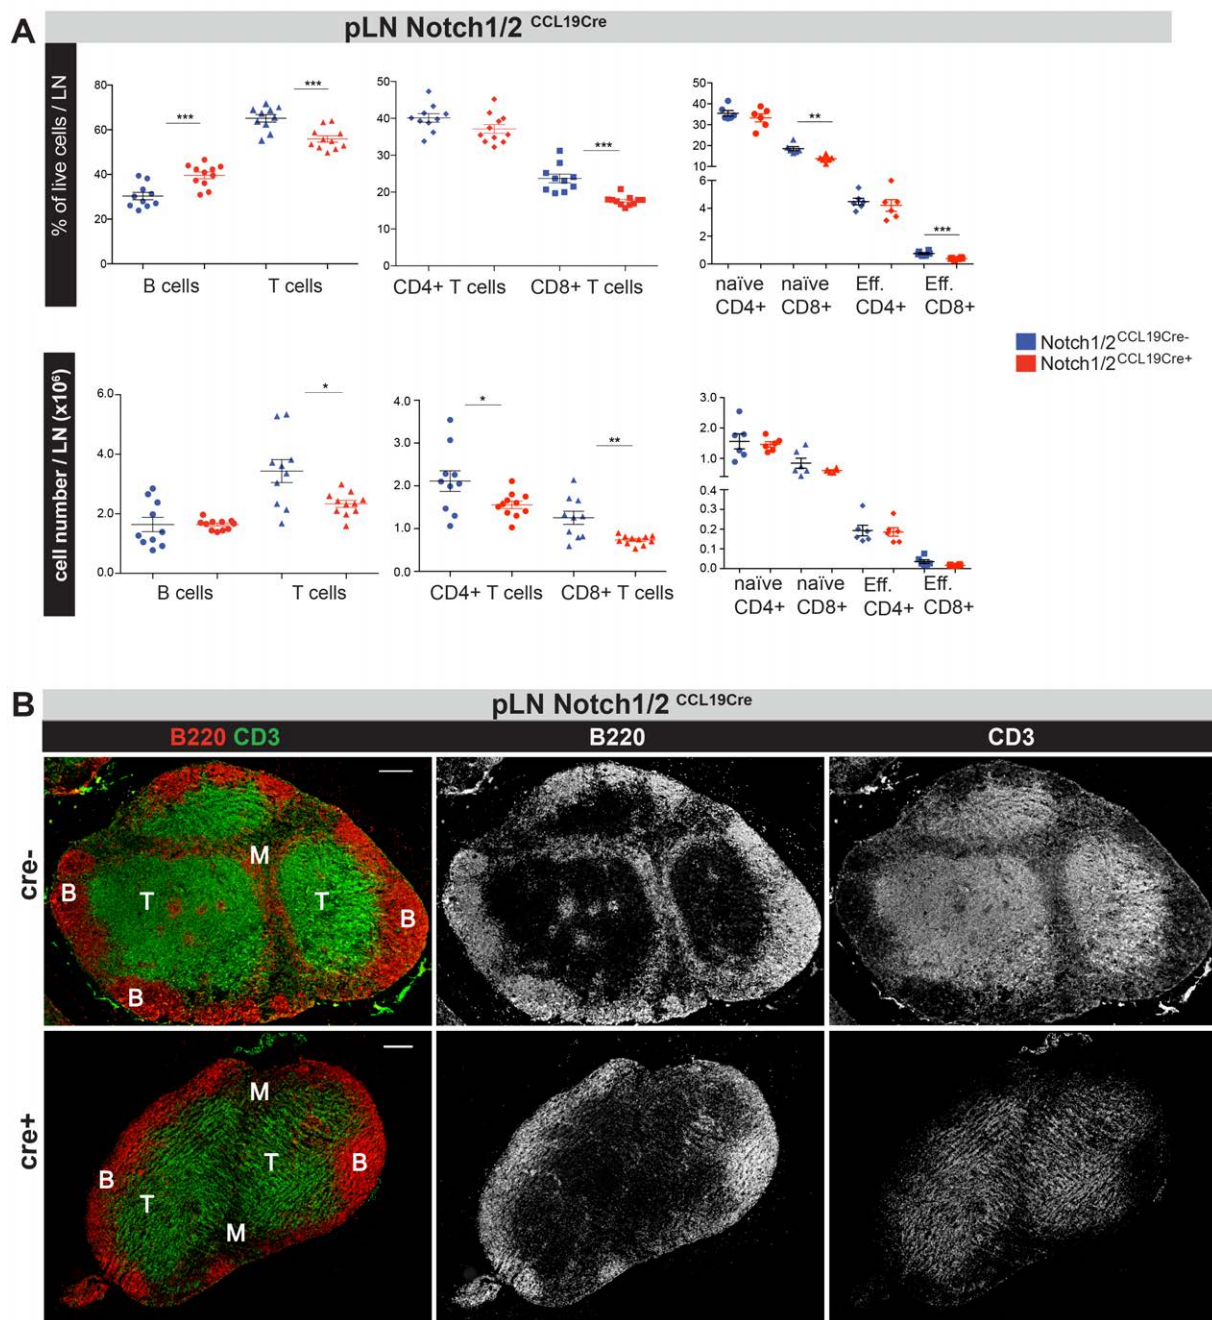 A
pLN Notch1/2 CCL19Cre
% of live cells / LN
80
60
40
20
0
***
***
B cells
T cells
50
40
30
20
10
0
***
CD4+ T cells
CD8+ T cells
50
40
30
20
10
6
4
2
0
**
***
naïve CD4+
naïve CD8+
Eff. CD4+
Eff. CD8+
Notch1/2CCL19Cre-
Notch1/2CCL19Cre+
cell number / LN (x10⁶)
6.0
4.0
2.0
0.0
*
B cells
T cells
4.0
3.0
2.0
1.0
0.0
*
**
CD4+ T cells
CD8+ T cells
3.0
2.0
1.0
0.4
0.3
0.2
0.1
0.0
naïve CD4+
naïve CD8+
Eff. CD4+
Eff. CD8+
B
pLN Notch1/2 CCL19Cre
B220 CD3
B220
CD3
cre-
M
B
T
T
B
B
cre+
M
T
B
B
T
M